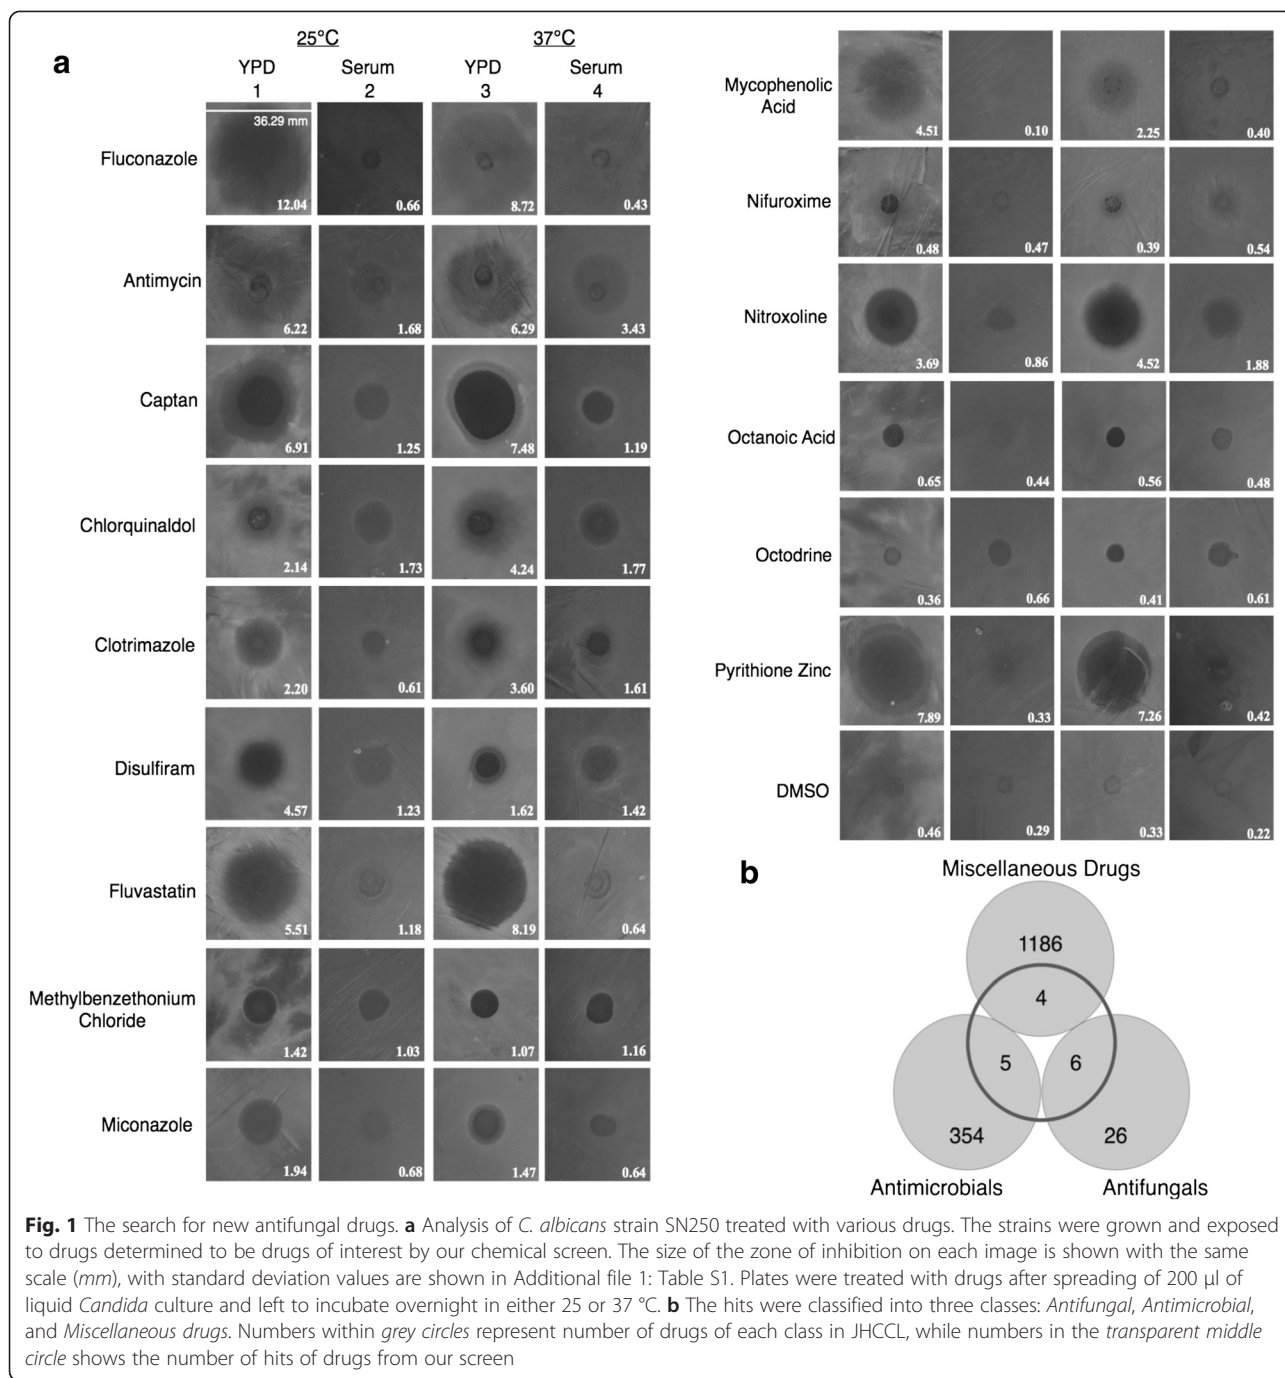 a
25°C 37°C
YPD Serum YPD Serum
1 2 3 4
36.29 mm
Fluconazole
12.04 0.66 8.72 0.43
Antimycin
6.22 1.68 6.29 3.43
Captan
6.91 1.25 7.48 1.19
Chlorquinaldol
2.14 1.73 4.24 1.77
Clotrimazole
2.20 0.61 3.60 1.61
Disulfiram
4.57 1.23 1.62 1.42
Fluvastatin
5.51 1.18 8.19 0.64
Methylbenzethonium
Chloride
1.42 1.03 1.07 1.16
Miconazole
1.94 0.68 1.47 0.64
Mycophenolic
Acid
4.51 0.10 2.25 0.40
Nifuroxime
0.48 0.47 0.39 0.54
Nitroxoline
3.69 0.86 4.52 1.88
Octanoic Acid
0.65 0.44 0.56 0.48
Octodrine
0.36 0.66 0.41 0.61
Pyrithione Zinc
7.89 0.33 7.26 0.42
DMSO
0.46 0.29 0.33 0.22
b
Miscellaneous Drugs
1186
4
5 6
354 26
Antimicrobials Antifungals
Fig. 1 The search for new antifungal drugs. a Analysis of C. albicans strain SN250 treated with various drugs. The strains were grown and exposed
to drugs determined to be drugs of interest by our chemical screen. The size of the zone of inhibition on each image is shown with the same
scale (mm), with standard deviation values are shown in Additional file 1: Table S1. Plates were treated with drugs after spreading of 200 μl of
liquid Candida culture and left to incubate overnight in either 25 or 37 °C. b The hits were classified into three classes: Antifungal, Antimicrobial,
and Miscellaneous drugs. Numbers within grey circles represent number of drugs of each class in JHCCL, while numbers in the transparent middle
circle shows the number of hits of drugs from our screen